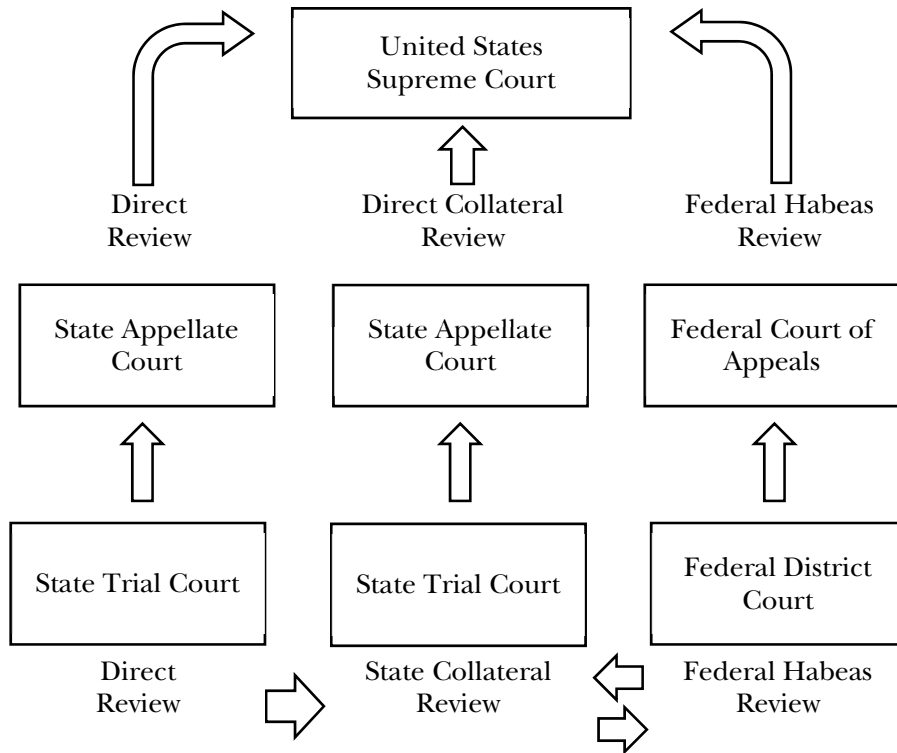 United States
Supreme Court
Direct
Review
Direct Collateral
Review
Federal Habeas
Review
State Appellate
Court
State Appellate
Court
Federal Court of
Appeals
State Trial Court
State Trial Court
Federal District
Court
Direct
Review
State Collateral
Review
Federal Habeas
Review